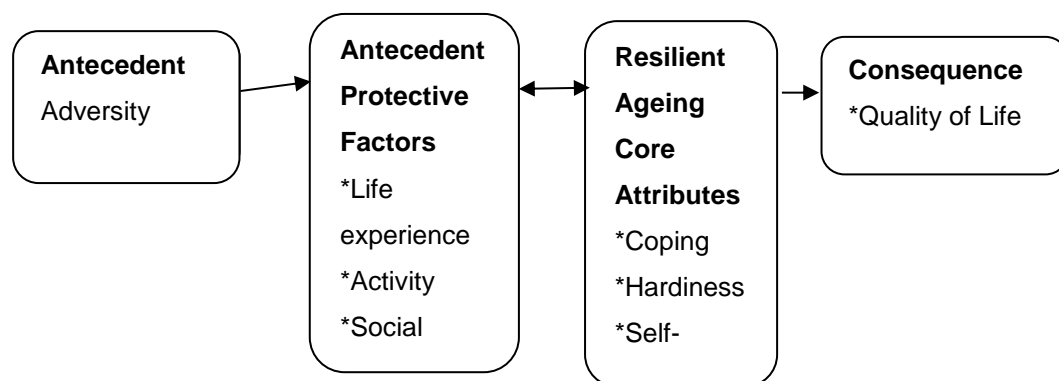 Antecedent
Adversity
Antecedent
Protective
Factors
*Life
experience
*Activity
*Social
Resilient
Ageing
Core
Attributes
*Coping
*Hardiness
*Self-
Consequence
*Quality of Life